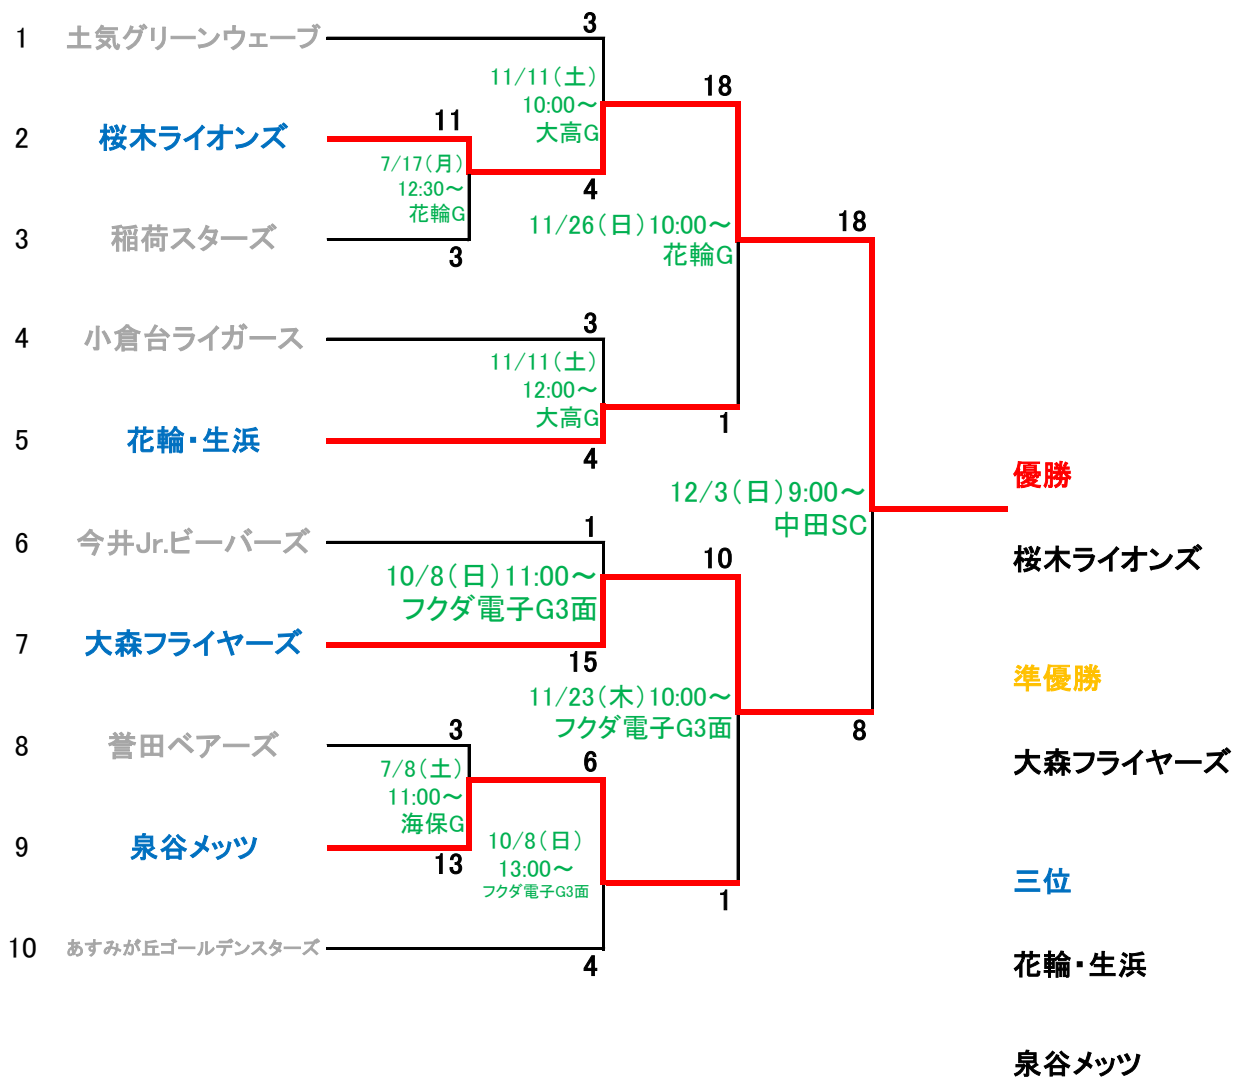 3
1 土気グリーンウェーブ
11/11(土)
10:00～
大高G
18
11
2 桜木ライオンズ
7/17(月)
12:30～
花輪G
4
11/26(日)10:00～
花輪G
18
3 稲荷スターズ
3
3
4 小倉台ライガース
11/11(土)
12:00～
大高G
1
5 花輪・生浜
4
優勝
12/3(日)9:00～
中田SC
1
6 今井Jr.ビーバーズ
10
桜木ライオンズ
10/8(日)11:00～
フクダ電子G3面
7 大森フライヤーズ
15
準優勝
11/23(木)10:00～
フクダ電子G3面
3
8
8 誉田ベアーズ
6
大森フライヤーズ
7/8(土)
11:00～
海保G
9 泉谷メッツ
13
10/8(日)
13:00～
フクダ電子G3面
1
三位
10 あすみが丘ゴールデンスターズ
4
花輪・生浜
泉谷メッツ